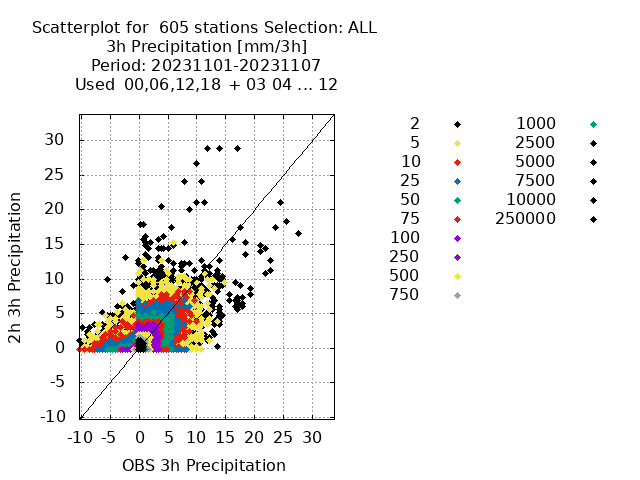 Scatterplot for 605 stations Selection: ALL
3h Precipitation [mm/3h]
Period: 20231101-20231107
Used 00,06,12,18 + 03 04 ... 12
2 1000
5 2500
10 5000
25 7500
50 10000
75 250000
100
250
500
750
30
25
20
15
10
5
0
-5
-10
2h 3h Precipitation
-10 -5 0 5 10 15 20 25 30
OBS 3h Precipitation